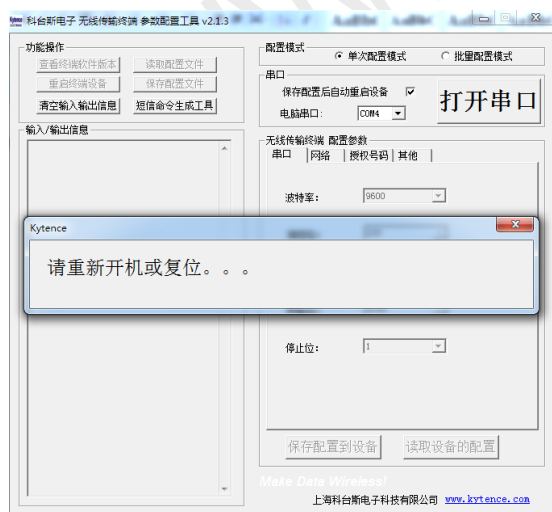 科台斯电子 无线传输终端 参数配置工具 v2.1.3
功能操作
查看终端软件版本 读取配置文件
重启终端设备 保存配置文件
清空输入输出信息 短信命令生成工具
输入/输出信息
配置模式
单次配置模式 批里配置模式
串口
保存配置后自动重启设备
电脑串口： COM4
打开串口
无线传输终端 配置参数
串口 网络 授权号码 其他
波特率： 9600
Kytence
请重新开机或复位。。。
停止位： 1
保存配置到设备 读取设备的配置
Make Data Wireless!
上海科台斯电子科技有限公司 www.kytence.com